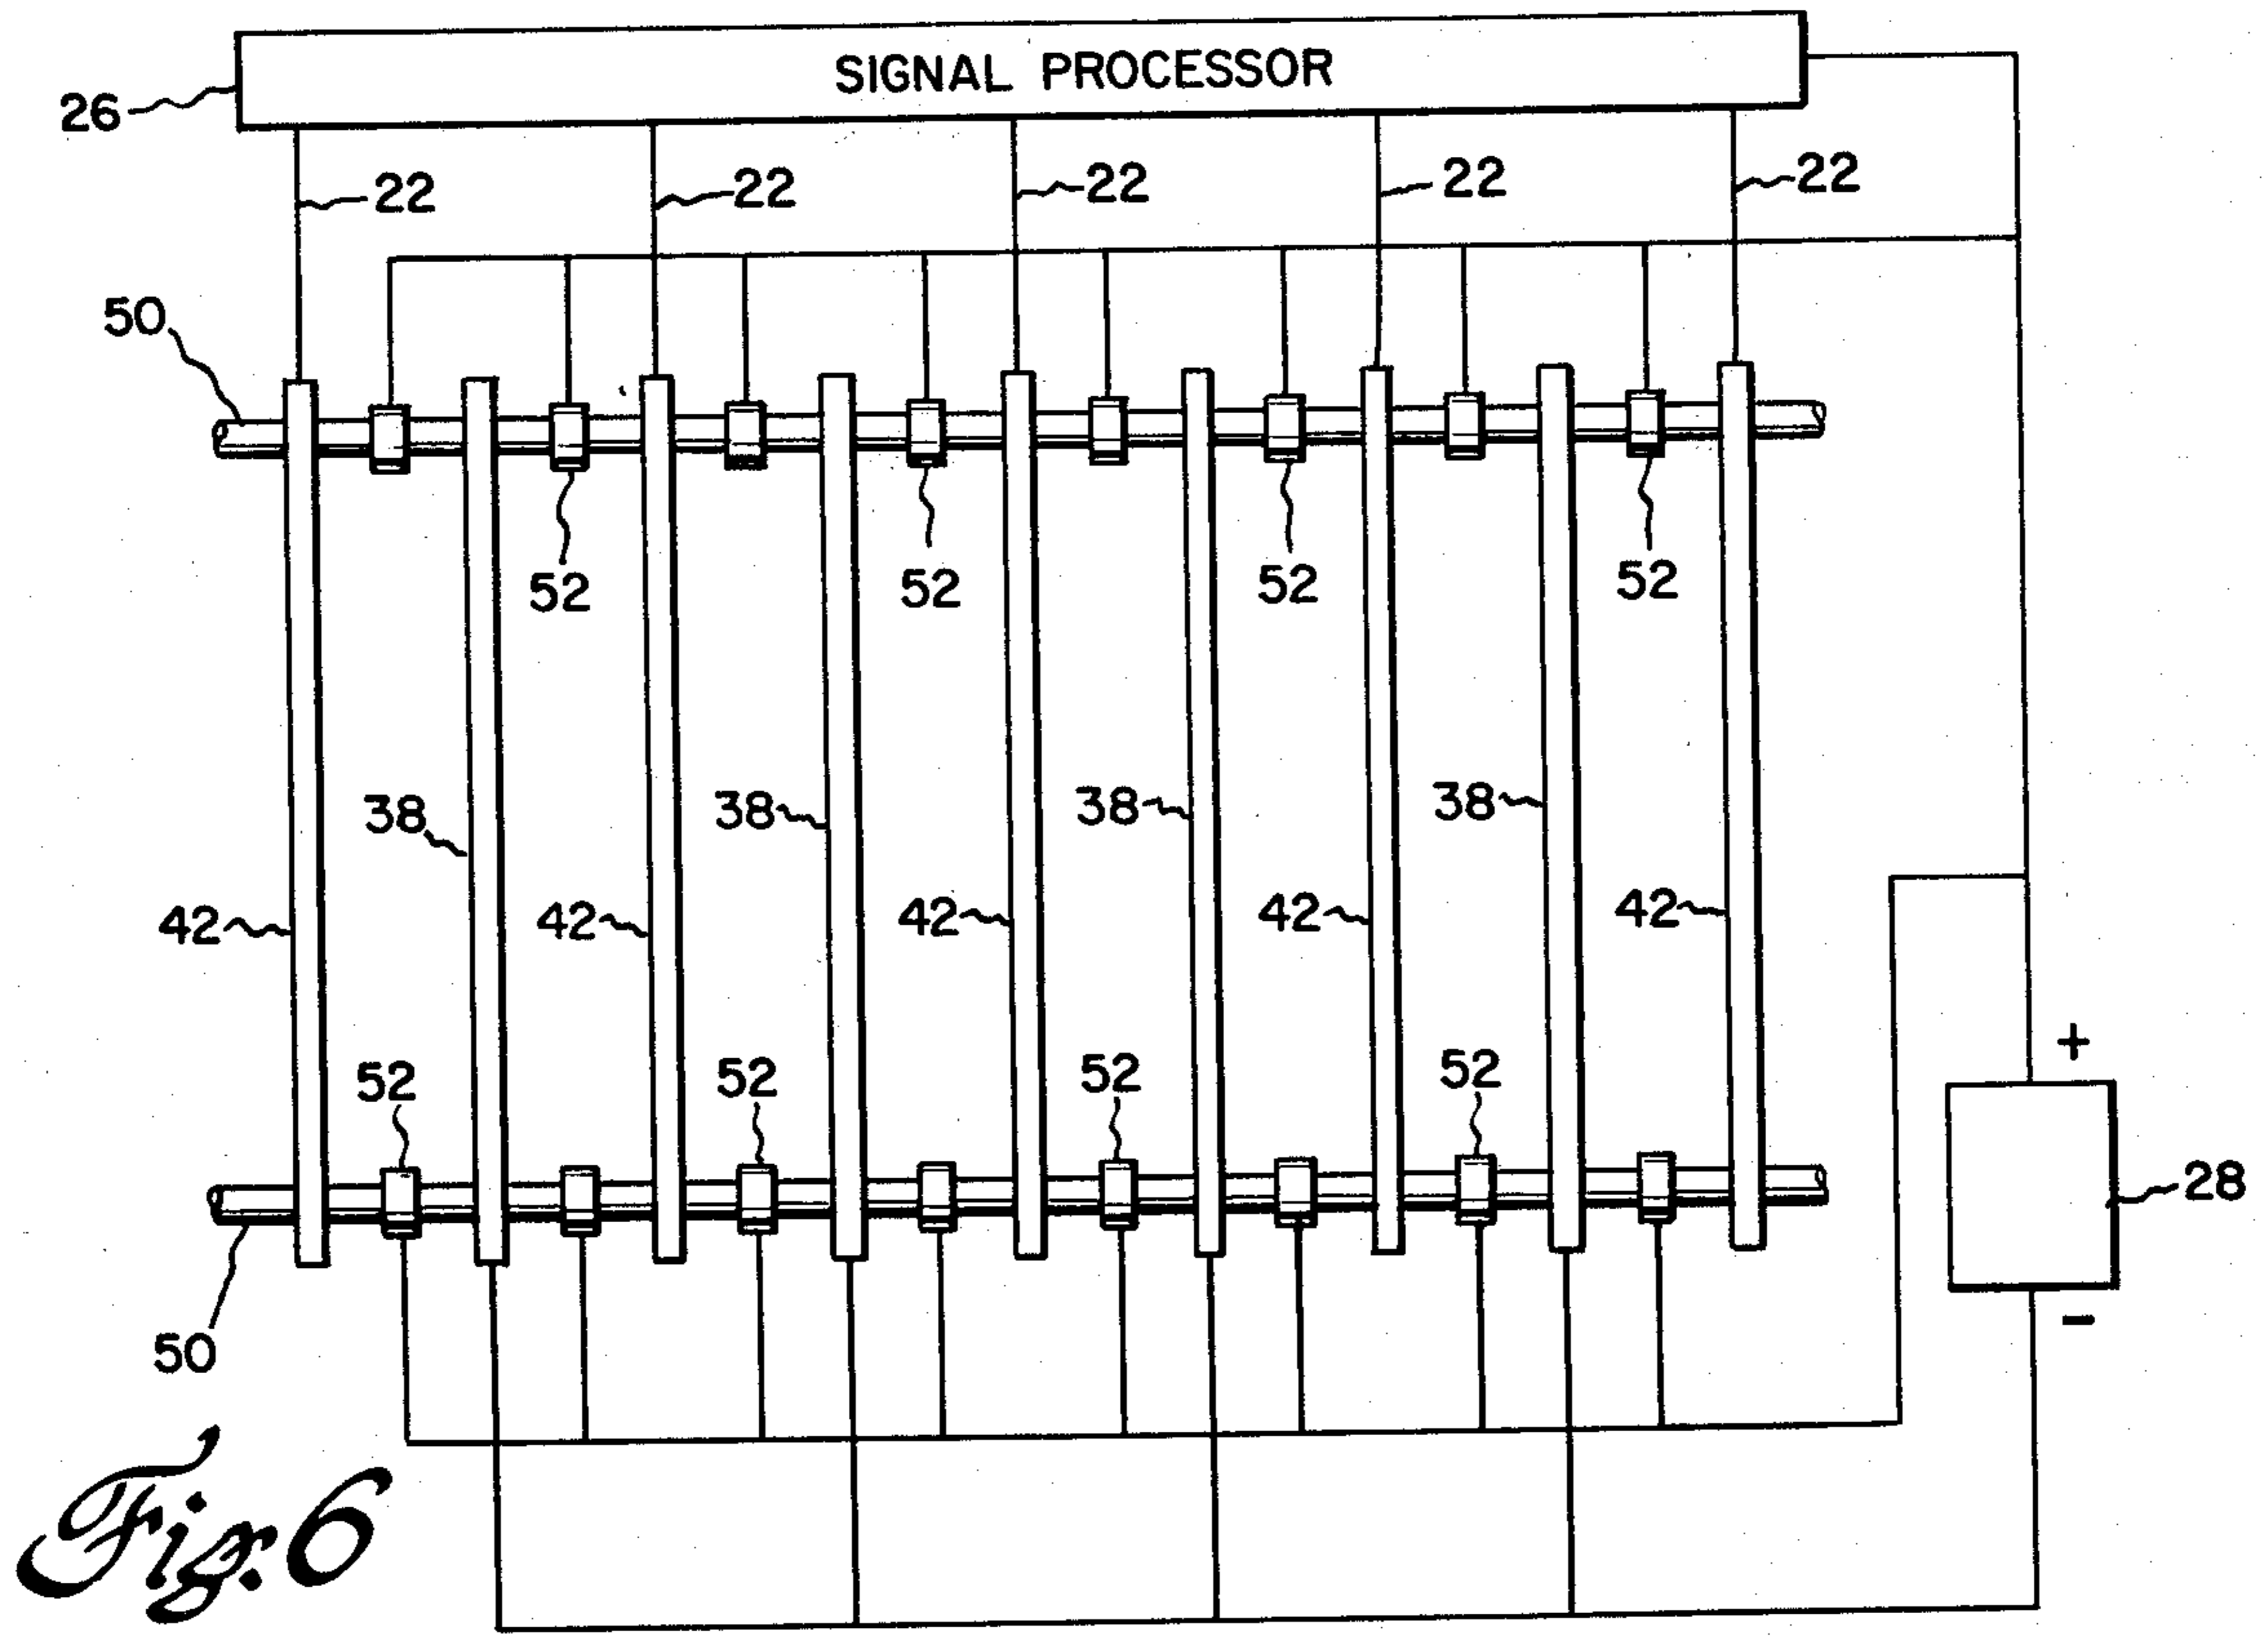 SIGNAL PROCESSOR
26
22 22 22 22 22
50
52 52 52 52
38 38 38 38
42 42 42 42 42
52 52 52 52
+
28
−
50
Fig. 6